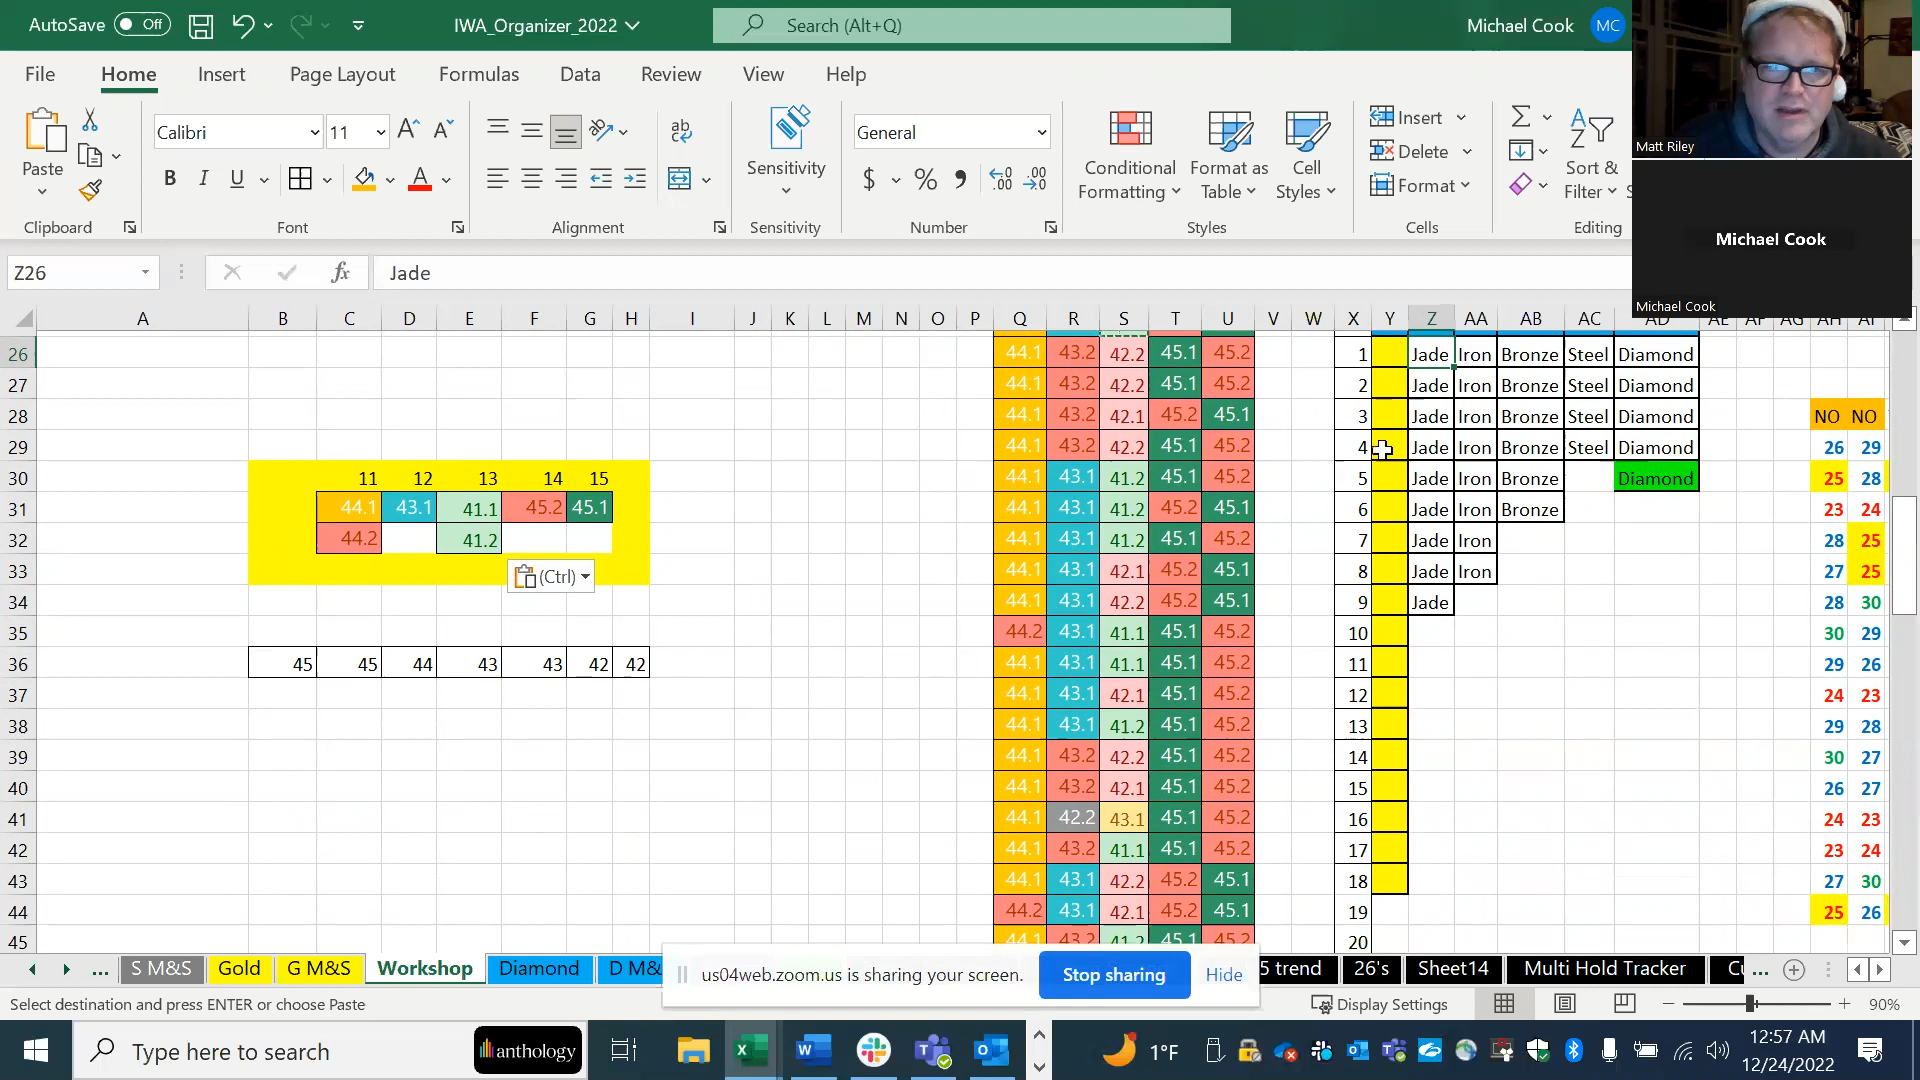 AutoSave Off IWA_Organizer_2022 Search (Alt+Q) Michael Cook MC
File Home Insert Page Layout Formulas Data Review View Help
Calibri 11 General
Paste Sensitivity Conditional Formatting Format as Table Cell Styles Insert Delete Format Sort & Filter
Clipboard Font Alignment Sensitivity Number Styles Cells Editing
Matt Riley
Michael Cook
Michael Cook
Z26 fx Jade
A B C D E F G H I J K L M N O P Q R S T U V W X Y Z AA AB AC AD AE AF AG AH AI
26 44.1 43.2 42.2 45.1 45.2 1 Jade Iron Bronze Steel Diamond
27 44.1 43.2 42.2 45.1 45.2 2 Jade Iron Bronze Steel Diamond
28 44.1 43.2 42.1 45.2 45.1 3 Jade Iron Bronze Steel Diamond NO NO
29 44.1 43.2 42.2 45.1 45.2 4 Jade Iron Bronze Steel Diamond 26 29
30 11 12 13 14 15 44.1 43.1 41.2 45.1 45.2 5 Jade Iron Bronze Diamond 25 28
31 44.1 43.1 41.1 45.2 45.1 44.1 43.1 41.2 45.2 45.1 6 Jade Iron Bronze 23 24
32 44.2 41.2 44.1 43.1 41.2 45.1 45.2 7 Jade Iron 28 25
33 (Ctrl) 44.1 43.1 42.1 45.2 45.1 8 Jade Iron 27 25
34 44.1 43.1 42.2 45.2 45.1 9 Jade 28 30
35 44.2 43.1 41.1 45.1 45.2 10 30 29
36 45 45 44 43 43 42 42 44.1 43.1 41.1 45.1 45.2 11 29 26
37 44.1 43.1 42.1 45.1 45.2 12 24 23
38 44.1 43.1 41.2 45.1 45.2 13 29 28
39 44.1 43.2 42.2 45.1 45.2 14 30 27
40 44.1 43.2 42.1 45.1 45.2 15 26 27
41 44.1 42.2 43.1 45.1 45.2 16 24 23
42 44.1 43.2 41.1 45.1 45.2 17 23 24
43 44.1 43.1 42.2 45.2 45.1 18 27 30
44 44.2 43.1 42.1 45.2 45.1 19 25 26
45 44.1 43.2 41.2 45.1 45.2 20
... S M&S Gold G M&S Workshop Diamond D M& 5 trend 26's Sheet14 Multi Hold Tracker Cu ...
us04web.zoom.us is sharing your screen. Stop sharing Hide
Select destination and press ENTER or choose Paste Display Settings 90%
Type here to search anthology 1°F 12:57 AM
12/24/2022